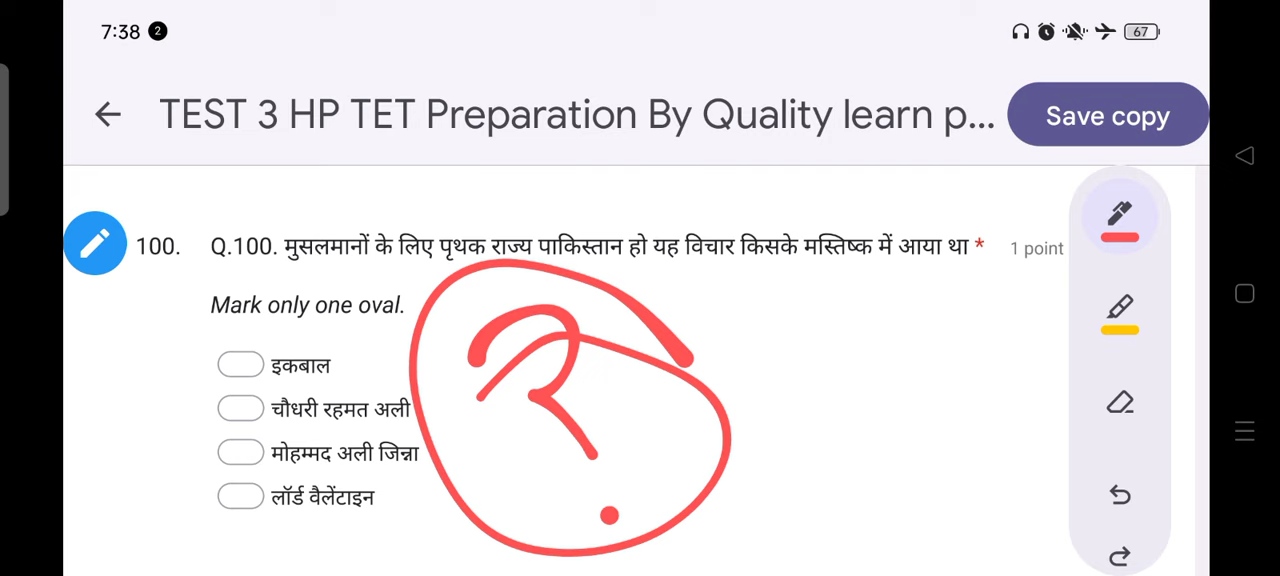 7:38 2 67
TEST 3 HP TET Preparation By Quality learn p... Save copy
100. Q.100. मुसलमानों के लिए पृथक राज्य पाकिस्तान हो यह विचार किसके मस्तिष्क में आया था * 1 point
Mark only one oval.
इकबाल
चौधरी रहमत अली
मोहम्मद अली जिन्ना
लॉर्ड वैलेंटाइन